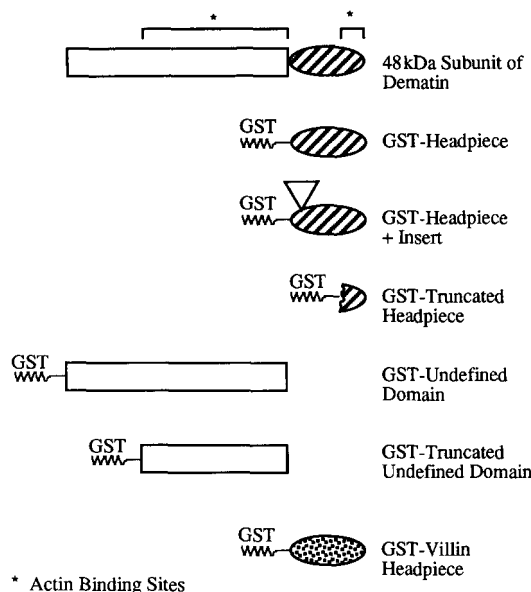 * *
48kDa Subunit of
Dematin
GST
GST-Headpiece
GST
GST-Headpiece
+ Insert
GST
GST-Truncated
Headpiece
GST
GST-Undefined
Domain
GST
GST-Truncated
Undefined Domain
GST
GST-Villin
Headpiece
* Actin Binding Sites